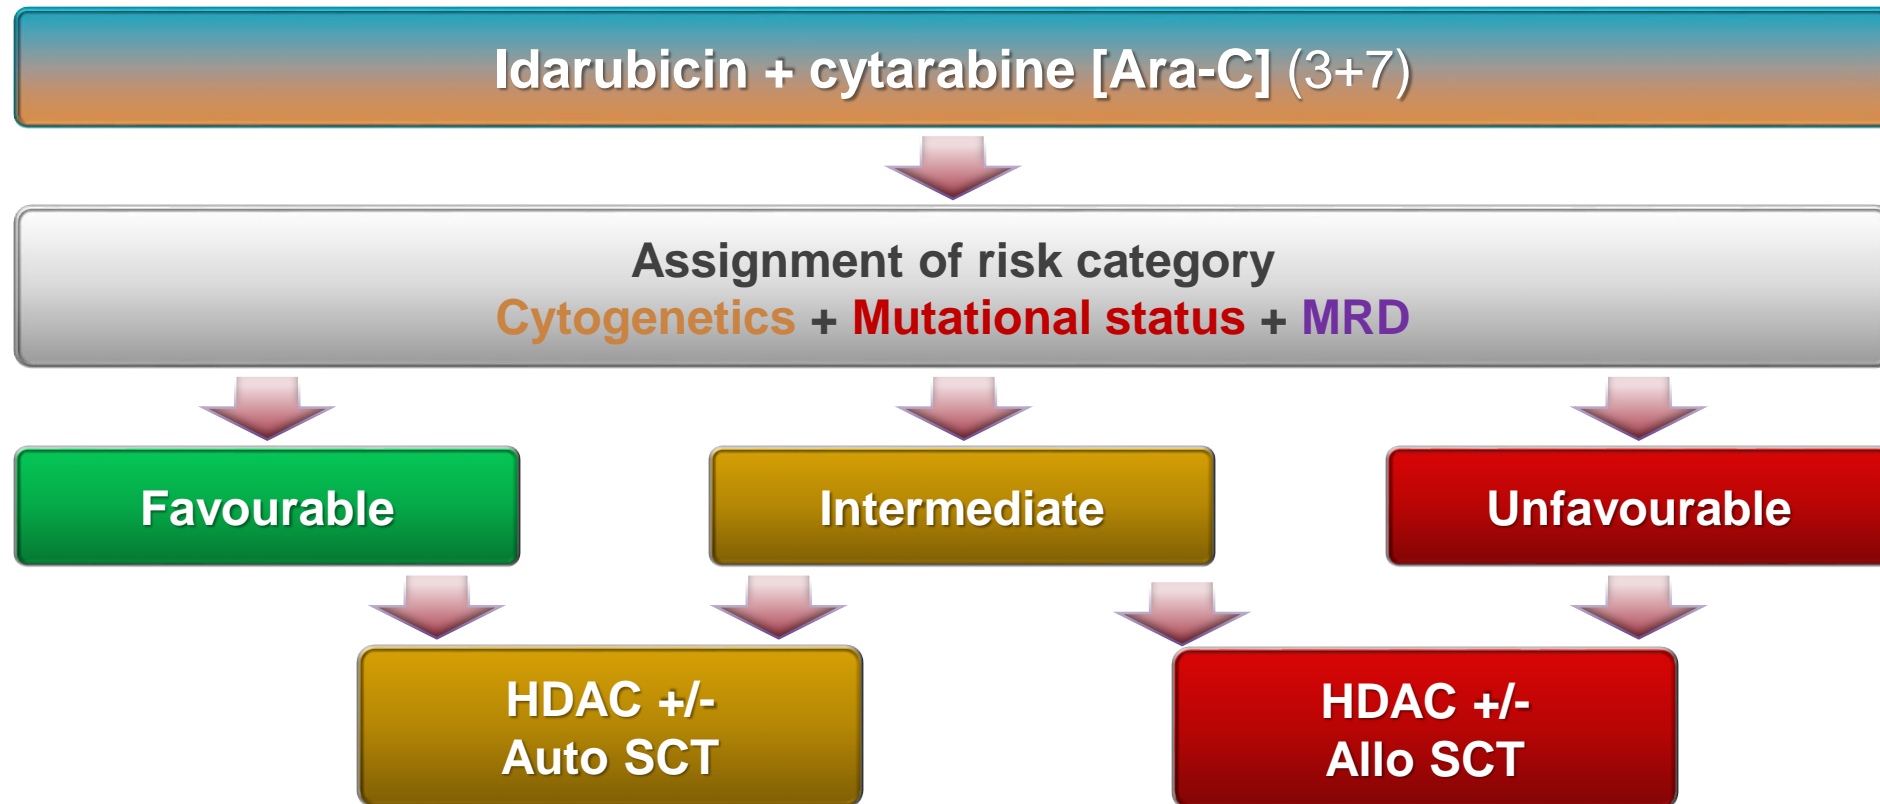 Idarubicin + cytarabine [Ara-C] (3+7)
Assignment of risk category
Cytogenetics + Mutational status + MRD
Favourable
Intermediate
Unfavourable
HDAC +/-
Auto SCT
HDAC +/-
Allo SCT